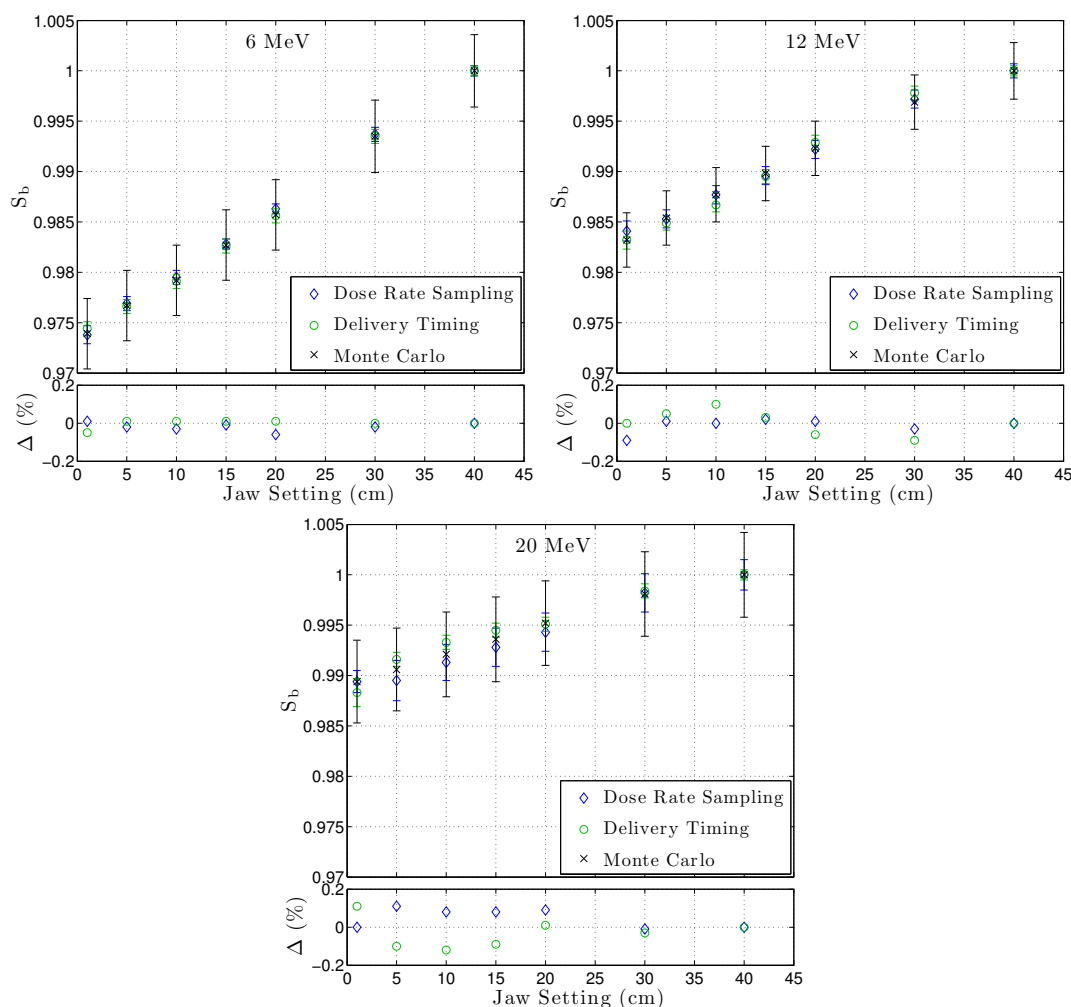 6 MeV
1.005
1
0.995
0.99
0.985
0.98
0.975
0.97
S_b
Dose Rate Sampling
Delivery Timing
Monte Carlo
0.2
0
−0.2
Δ (%)
0 5 10 15 20 25 30 35 40 45
Jaw Setting (cm)
12 MeV
1.005
1
0.995
0.99
0.985
0.98
0.975
0.97
S_b
Dose Rate Sampling
Delivery Timing
Monte Carlo
0.2
0
−0.2
Δ (%)
0 5 10 15 20 25 30 35 40 45
Jaw Setting (cm)
20 MeV
1.005
1
0.995
0.99
0.985
0.98
0.975
0.97
S_b
Dose Rate Sampling
Delivery Timing
Monte Carlo
0.2
0
−0.2
Δ (%)
0 5 10 15 20 25 30 35 40 45
Jaw Setting (cm)